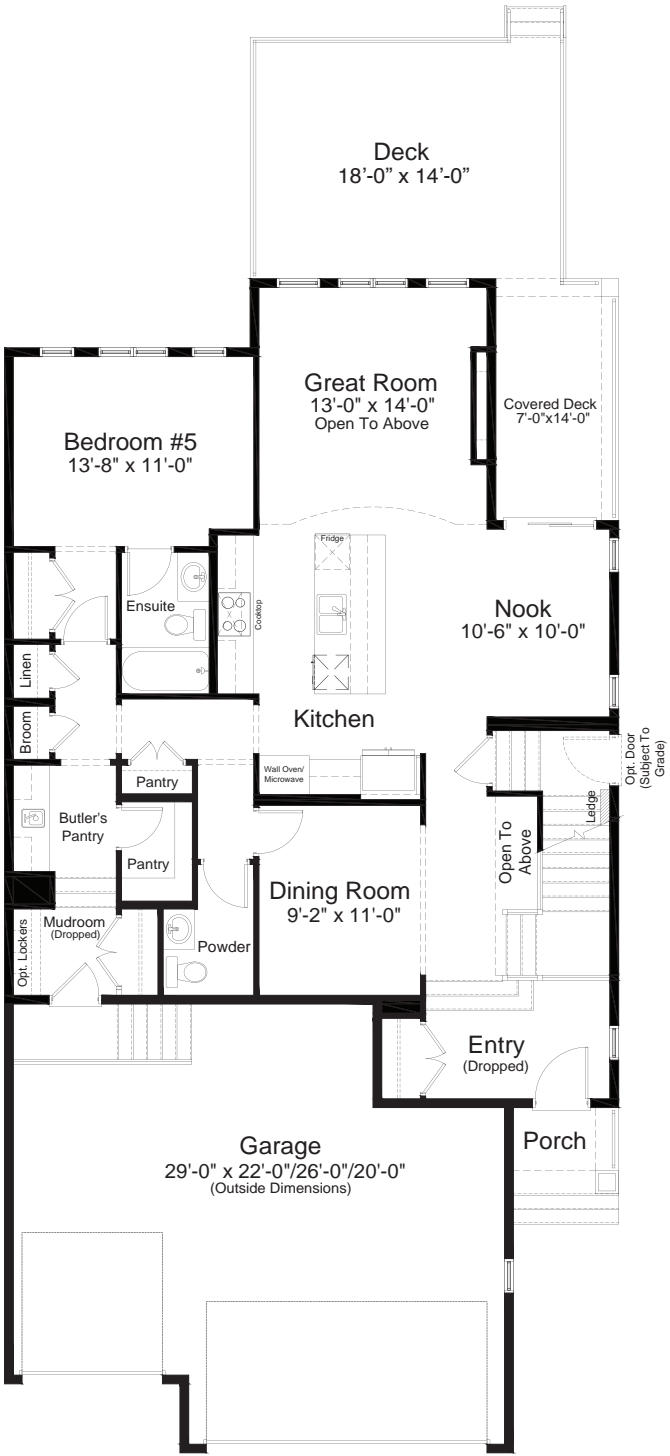 Deck
18'-0” x 14'-0”
Great Room
13'-0" x 14'-0"
Open To Above
Covered Deck
7'-0"x14'-0"
Bedroom #5
13'-8" x 11'-0"
Fridge
Ensuite
Cooktop
Nook
10'-6" x 10'-0"
Linen
Broom
Kitchen
Opt. Door
(Subject To
Grade)
Wall Oven/
Microwave
Pantry
Ledge
Butler's
Pantry
Pantry
Open To
Above
Dining Room
9'-2" x 11'-0"
Opt. Lockers
Mudroom
(Dropped)
Powder
Entry
(Dropped)
Porch
Garage
29'-0" x 22'-0"/26'-0"/20'-0"
(Outside Dimensions)